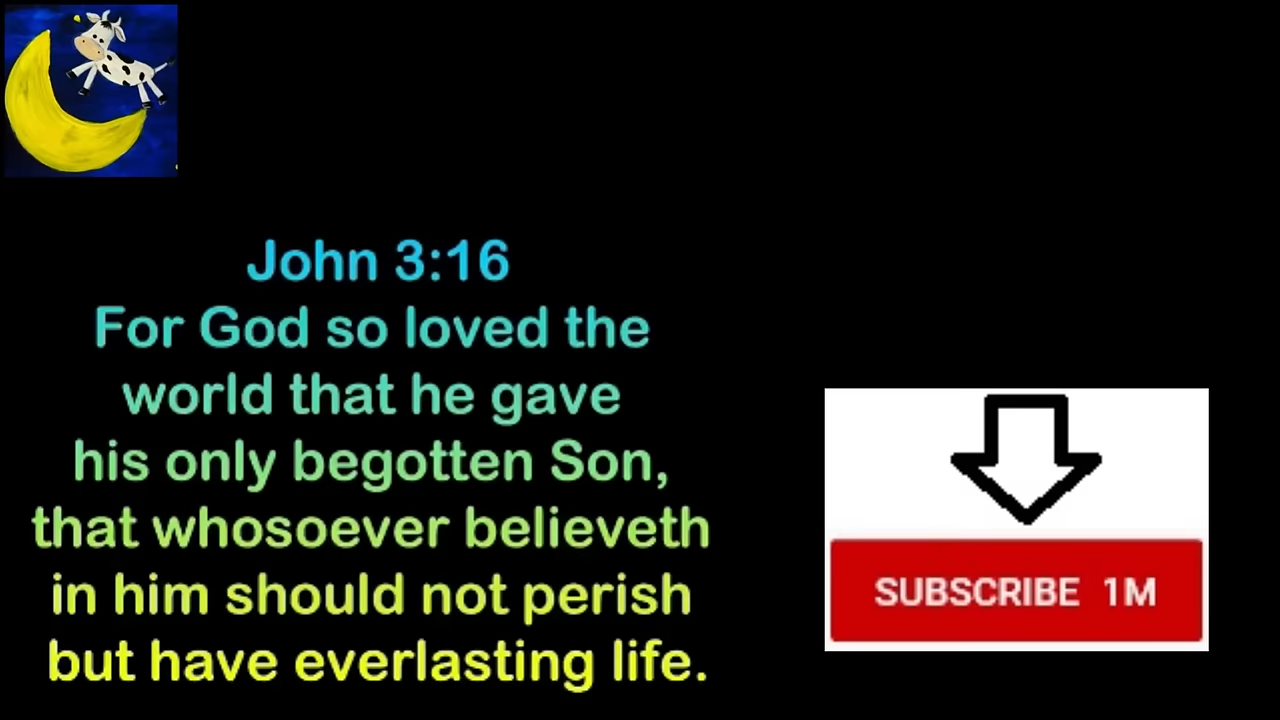 John 3:16
For God so loved the
world that he gave
his only begotten Son,
that whosoever believeth
in him should not perish
but have everlasting life.
SUBSCRIBE 1M